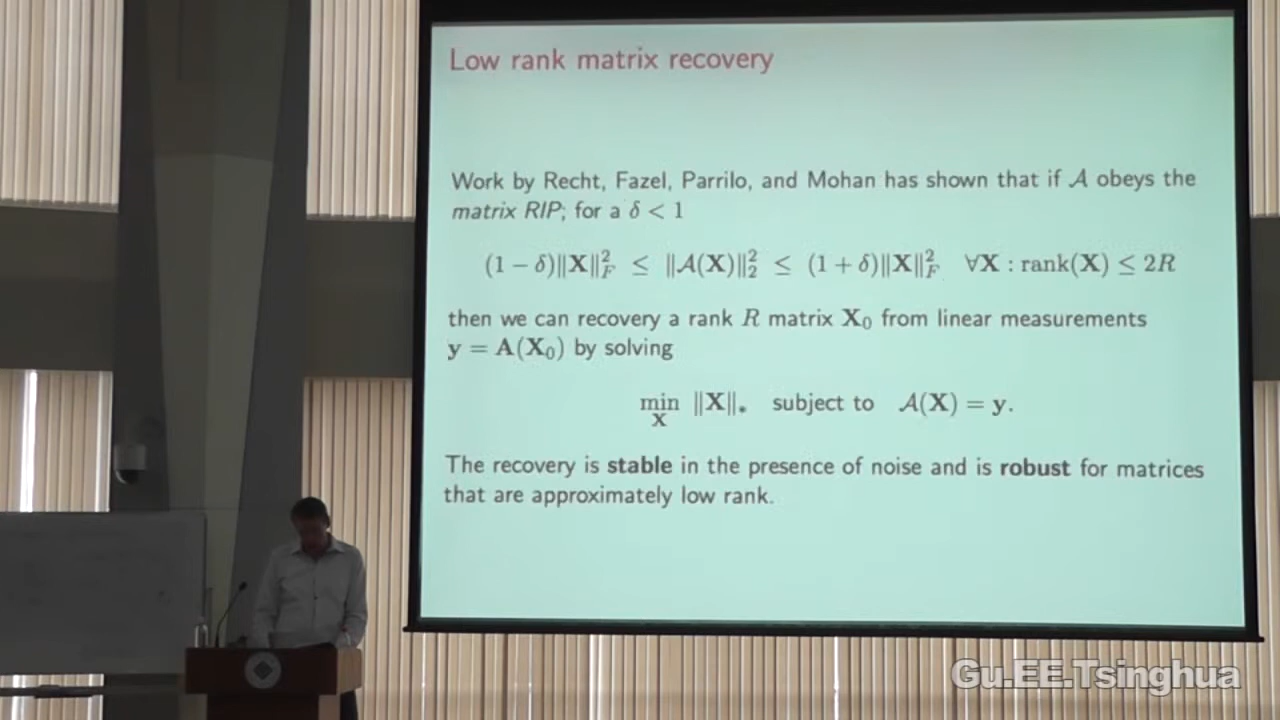 Low rank matrix recovery
Work by Recht, Fazel, Parrilo, and Mohan has shown that if 𝒜 obeys the
matrix RIP; for a δ < 1
(1 − δ)‖X‖²_F ≤ ‖𝒜(X)‖²₂ ≤ (1 + δ)‖X‖²_F ∀X : rank(X) ≤ 2R
then we can recovery a rank R matrix X₀ from linear measurements
y = A(X₀) by solving
min_X ‖X‖_* subject to 𝒜(X) = y.
The recovery is stable in the presence of noise and is robust for matrices
that are approximately low rank.
Gu.EE.Tsinghua